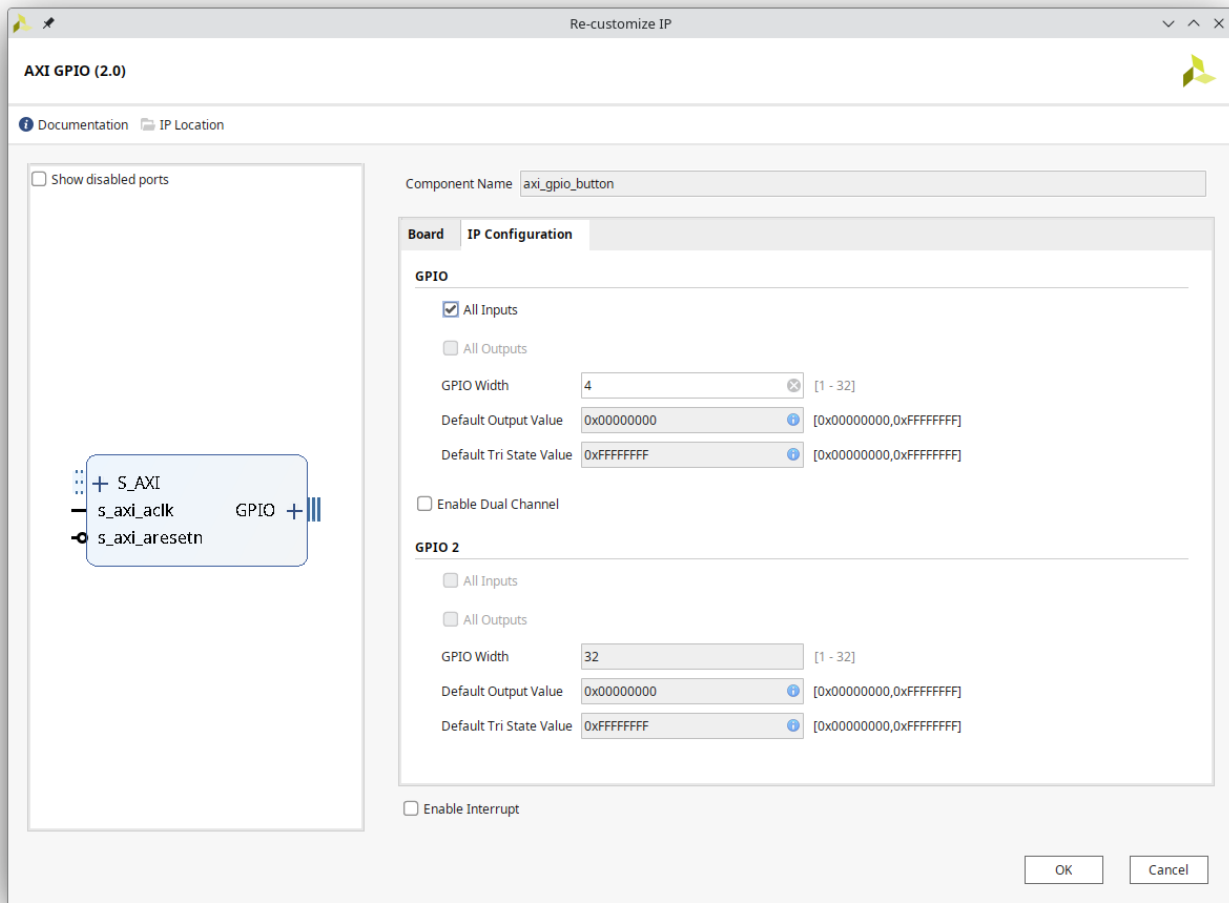 Re-customize IP
AXI GPIO (2.0)
Documentation IP Location
Show disabled ports
S_AXI
s_axi_aclk GPIO
s_axi_aresetn
Component Name axi_gpio_button
Board IP Configuration
GPIO
All Inputs
All Outputs
GPIO Width 4 [1 - 32]
Default Output Value 0x00000000 [0x00000000,0xFFFFFFFF]
Default Tri State Value 0xFFFFFFFF [0x00000000,0xFFFFFFFF]
Enable Dual Channel
GPIO 2
All Inputs
All Outputs
GPIO Width 32 [1 - 32]
Default Output Value 0x00000000 [0x00000000,0xFFFFFFFF]
Default Tri State Value 0xFFFFFFFF [0x00000000,0xFFFFFFFF]
Enable Interrupt
OK Cancel